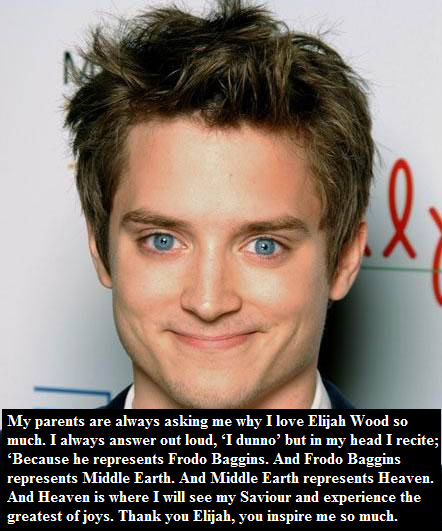 My parents are always asking me why I love Elijah Wood so
much. I always answer out loud, ‘I dunno’ but in my head I recite;
‘Because he represents Frodo Baggins. And Frodo Baggins
represents Middle Earth. And Middle Earth represents Heaven.
And Heaven is where I will see my Saviour and experience the
greatest of joys. Thank you Elijah, you inspire me so much.